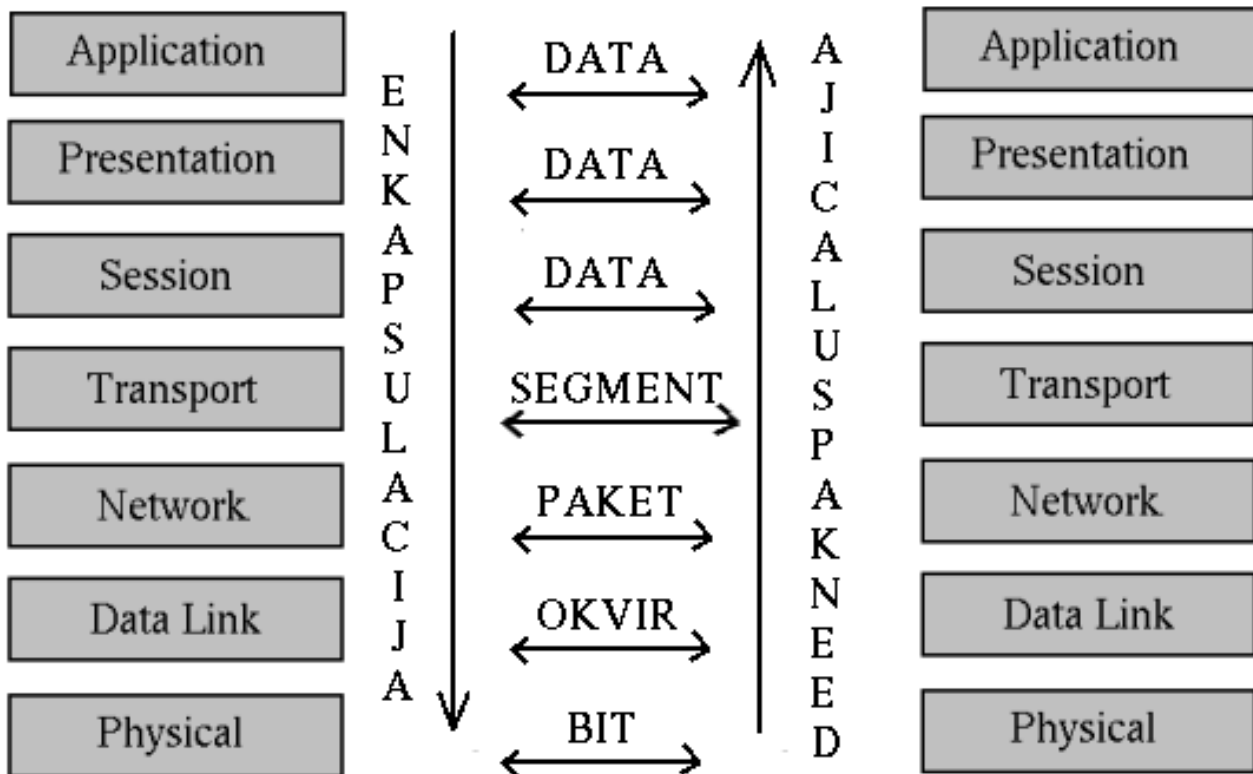 Application
Presentation
Session
Transport
Network
Data Link
Physical
ENKAPSULACIJA
DATA
DATA
DATA
SEGMENT
PAKET
OKVIR
BIT
DEENKAPSULACIJA
Application
Presentation
Session
Transport
Network
Data Link
Physical